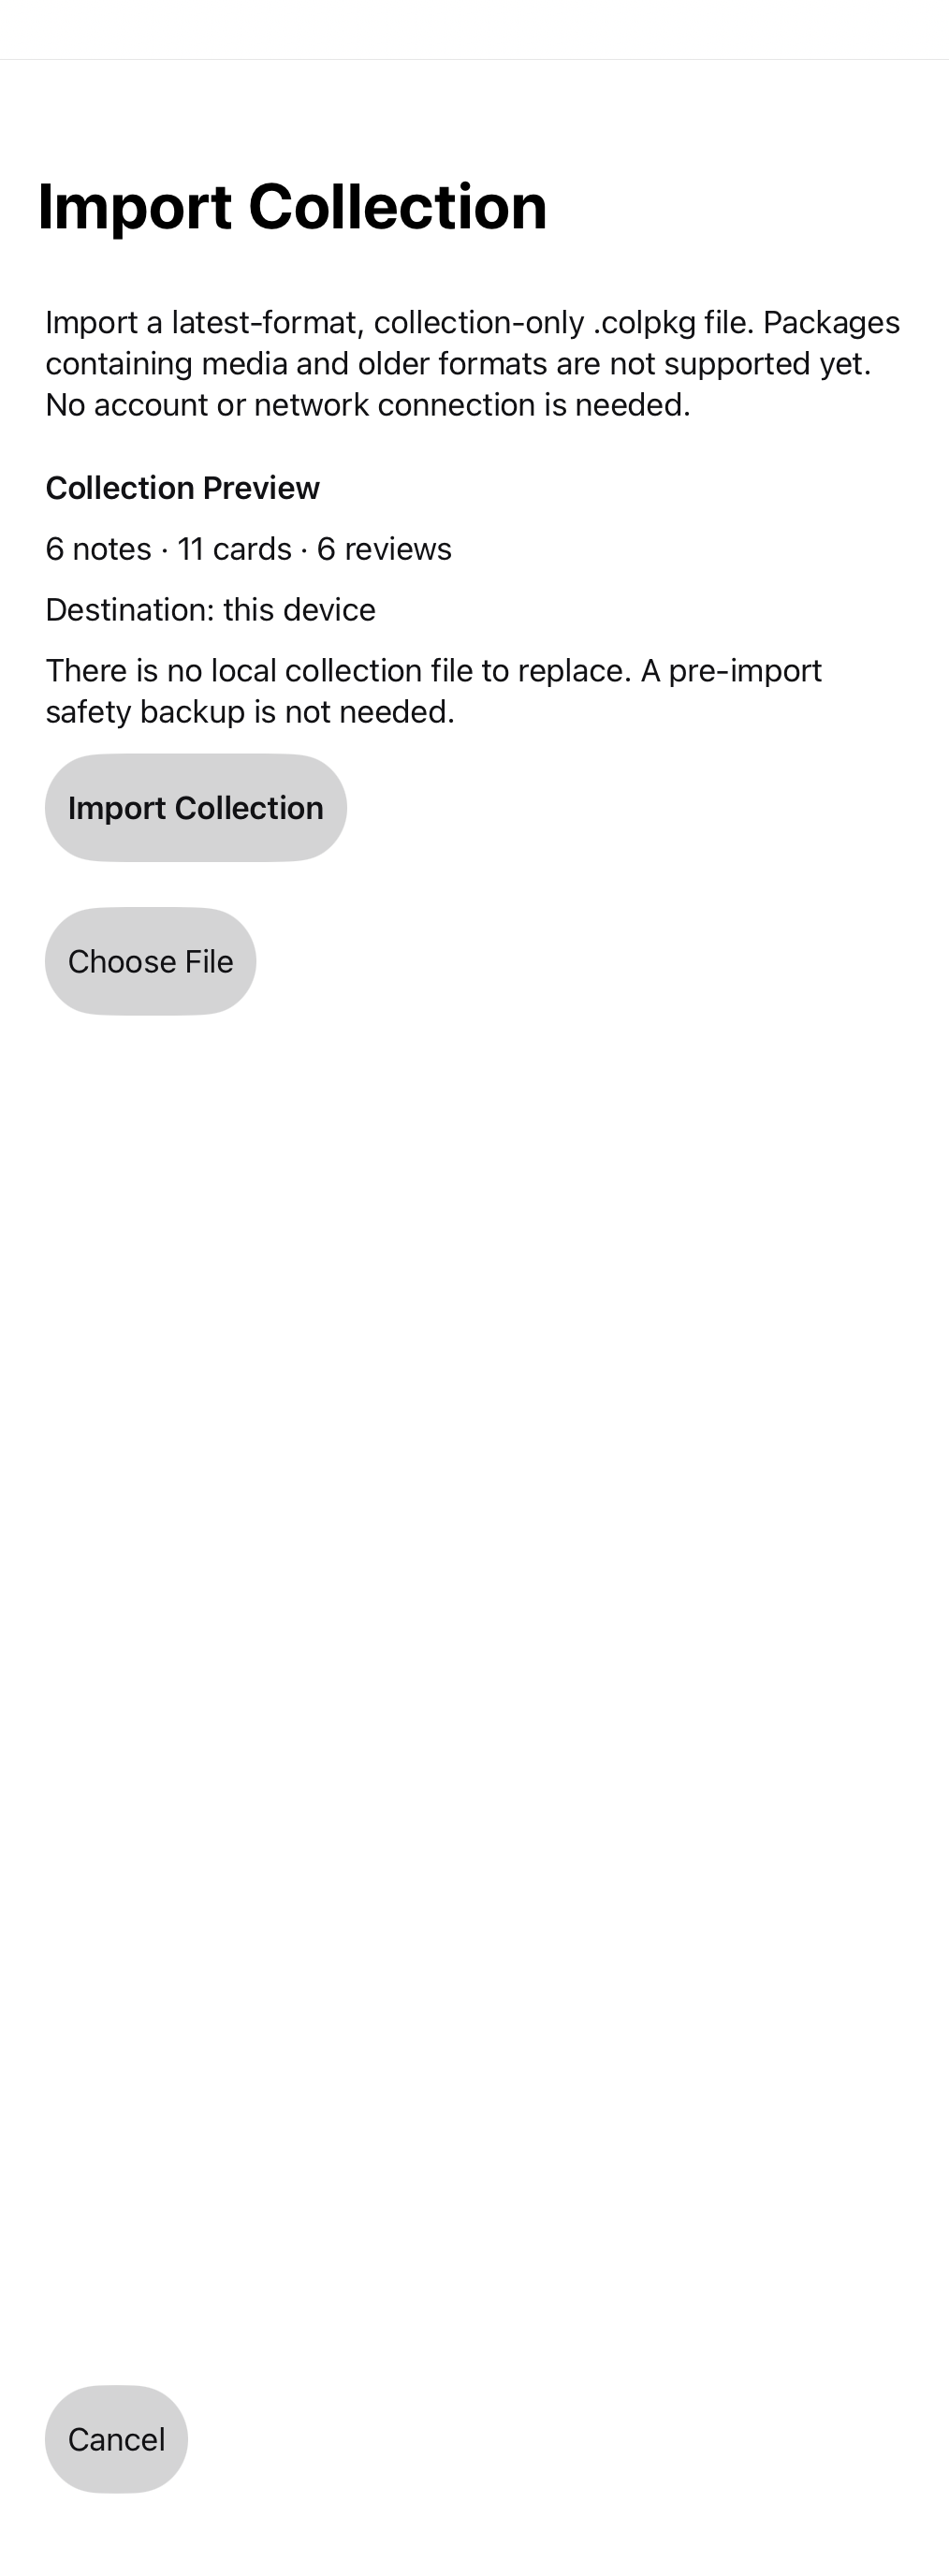 Import Collection
Import a latest-format, collection-only .colpkg file. Packages
containing media and older formats are not supported yet.
No account or network connection is needed.
Collection Preview
6 notes · 11 cards · 6 reviews
Destination: this device
There is no local collection file to replace. A pre-import
safety backup is not needed.
Import Collection
Choose File
Cancel